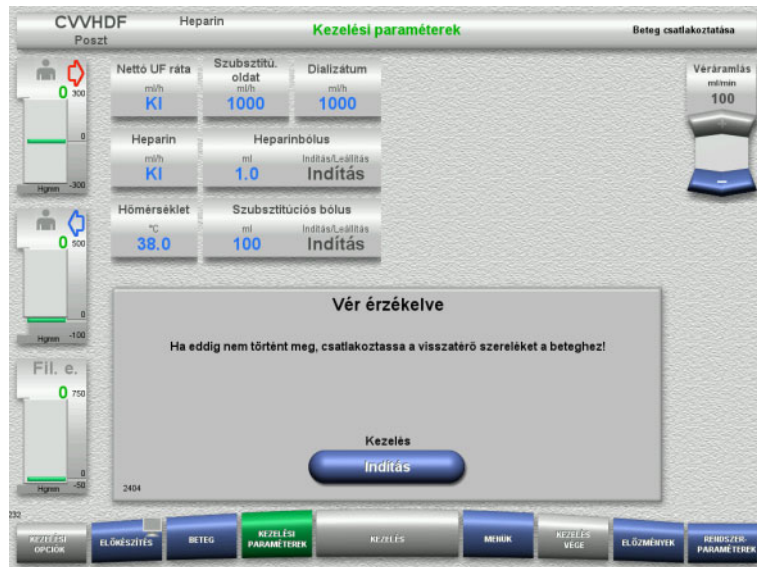 CVVHDF
Heparin
Poszt
Kezelési paraméterek
Beteg csatlakoztatása
0
300
0
-300
Hgmm
Nettó UF ráta
ml/h
KI
Szubsztitú.
oldat
ml/h
1000
Dializátum
ml/h
1000
Véráramlás
ml/min
100
+
−
Heparin
ml/h
KI
Heparinbólus
ml
Indítás/Leállítás
1.0
Indítás
Hőmérséklet
°C
38.0
Szubsztitúciós bólus
ml
Indítás/Leállítás
100
Indítás
0
500
0
-100
Hgmm
Fil. e.
0
750
0
-50
Hgmm
Vér érzékelve
Ha eddig nem történt meg, csatlakoztassa a visszatérő szereléket a beteghez!
Kezelés
Indítás
2404
232
KEZELÉSI
OPCIÓK
ELŐKÉSZÍTÉS
BETEG
KEZELÉSI
PARAMÉTEREK
KEZELÉS
MENÜK
KEZELÉS
VÉGE
ELŐZMÉNYEK
RENDSZER-
PARAMÉTEREK